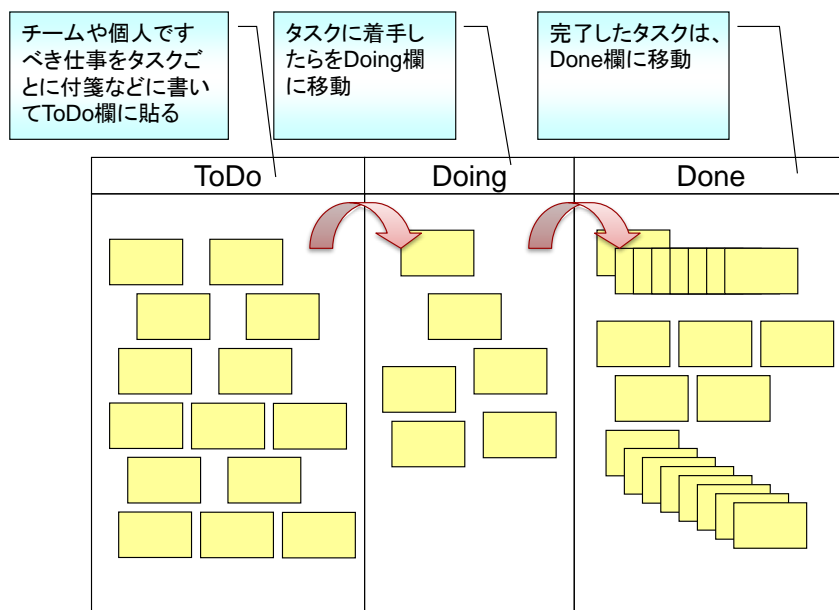 チームや個人です
べき仕事をタスクご
とに付箋などに書い
てToDo欄に貼る
タスクに着手し
たらをDoing欄
に移動
完了したタスクは、
Done欄に移動
ToDo
Doing
Done